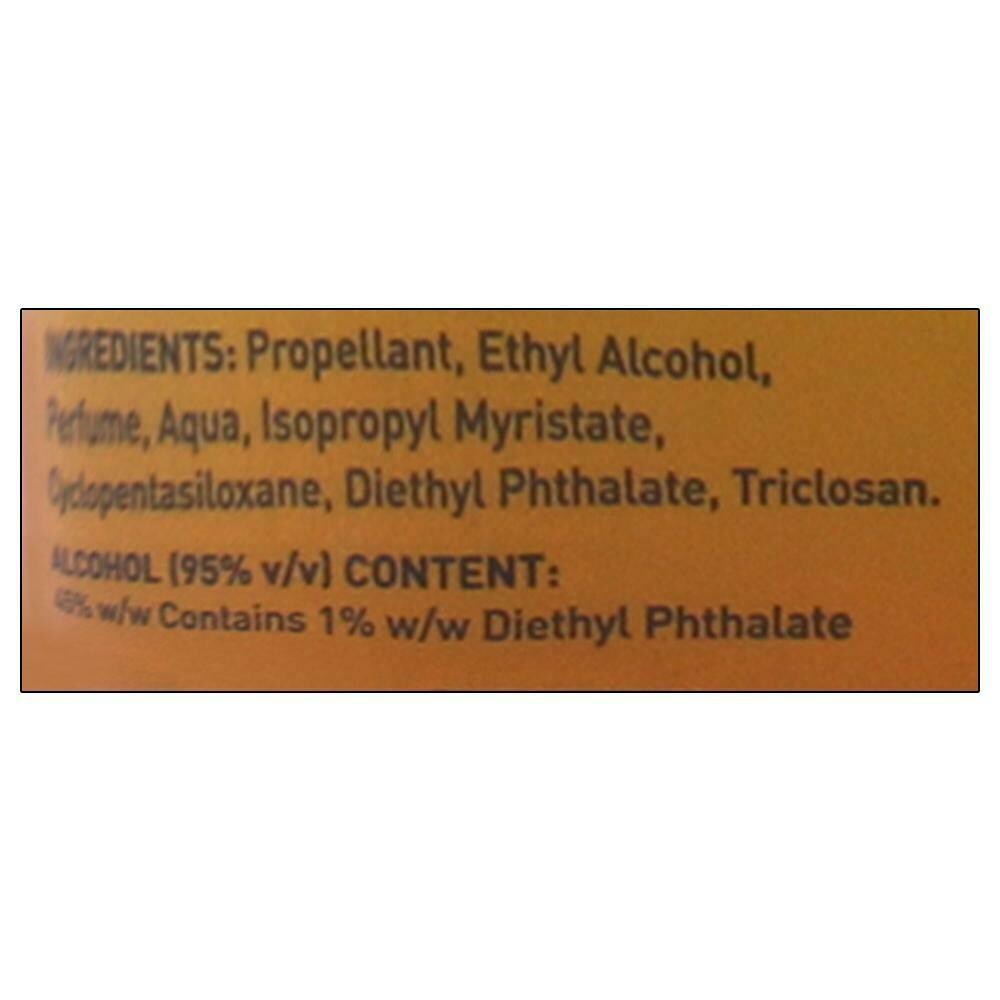 INGREDIENTS: Propellant, Ethyl Alcohol,
Perfume, Aqua, Isopropyl Myristate,
Cyclopentasiloxane, Diethyl Phthalate, Triclosan.
ALCOHOL (95% v/v) CONTENT:
w/w Contains 1% w/w Diethyl Phthalate